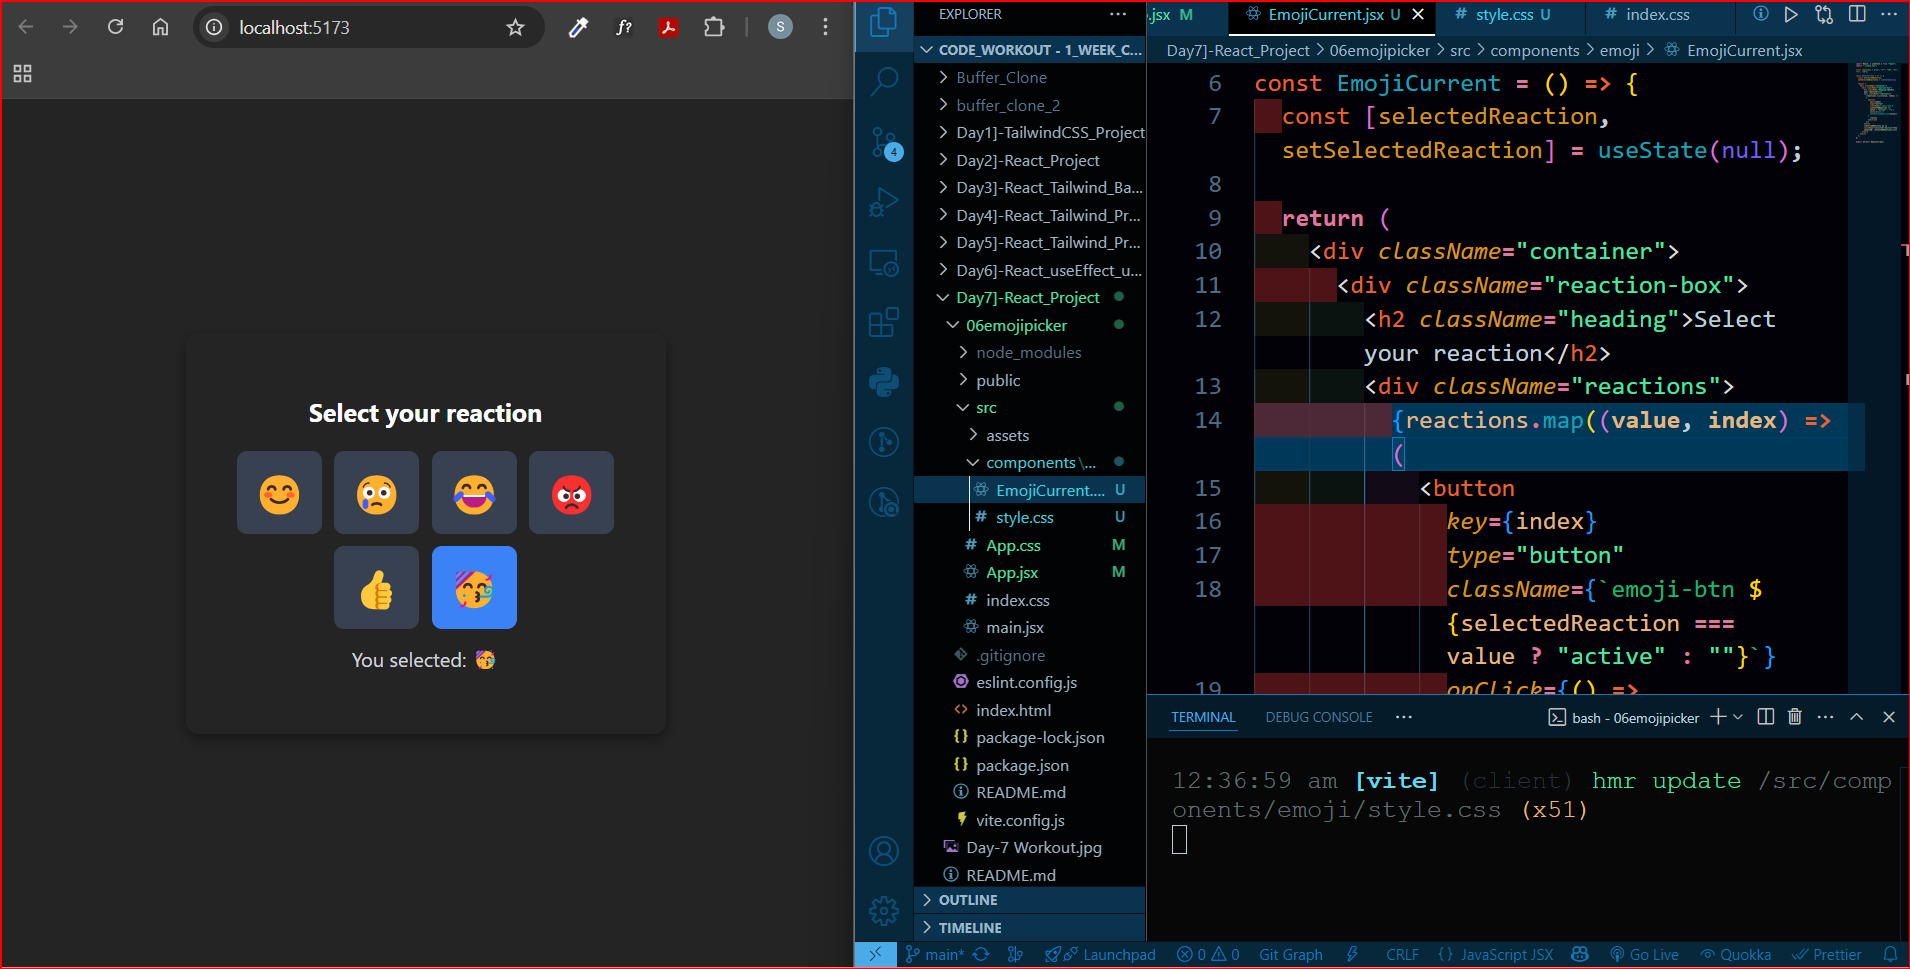 localhost:5173
S
Select your reaction
You selected:
4
EXPLORER
CODE_WORKOUT - 1_WEEK_C...
Buffer_Clone
buffer_clone_2
Day1]-TailwindCSS_Project
Day2]-React_Project
Day3]-React_Tailwind_Ba...
Day4]-React_Tailwind_Pr...
Day5]-React_Tailwind_Pr...
Day6]-React_useEffect_u...
Day7]-React_Project
06emojipicker
node_modules
public
src
assets
components\...
EmojiCurrent.... U
# style.css U
# App.css M
App.jsx M
# index.css
main.jsx
.gitignore
eslint.config.js
<> index.html
{} package-lock.json
{} package.json
README.md
vite.config.js
Day-7 Workout.jpg
README.md
OUTLINE
TIMELINE
.jsx M
EmojiCurrent.jsx U
# style.css U
# index.css
Day7]-React_Project > 06emojipicker > src > components > emoji > EmojiCurrent.jsx
6 const EmojiCurrent = () => {
7 const [selectedReaction,
setSelectedReaction] = useState(null);
8
9 return (
10 <div className="container">
11 <div className="reaction-box">
12 <h2 className="heading">Select
your reaction</h2>
13 <div className="reactions">
14 {reactions.map((value, index) =>
(
15 <button
16 key={index}
17 type="button"
18 className={`emoji-btn $
{selectedReaction ===
value ? "active" : ""}`}
19 onClick={() =>
TERMINAL DEBUG CONSOLE ... bash - 06emojipicker
12:36:59 am [vite] (client) hmr update /src/comp
onents/emoji/style.css (x51)
main* Launchpad 0 0 Git Graph CRLF {} JavaScript JSX Go Live Quokka Prettier